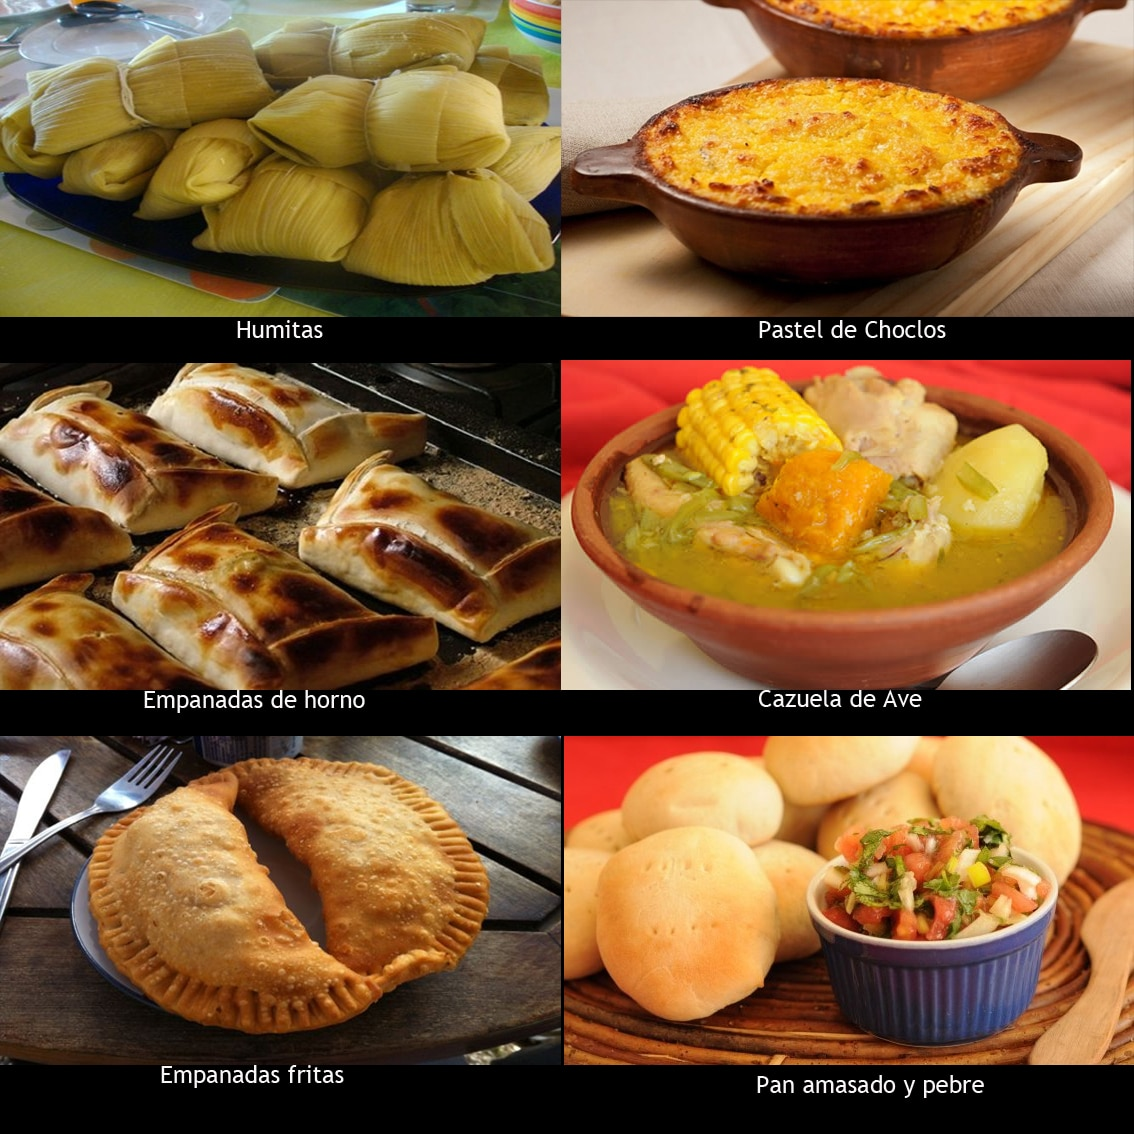 Humitas
Pastel de Choclos
Empanadas de horno
Cazuela de Ave
Empanadas fritas
Pan amasado y pebre